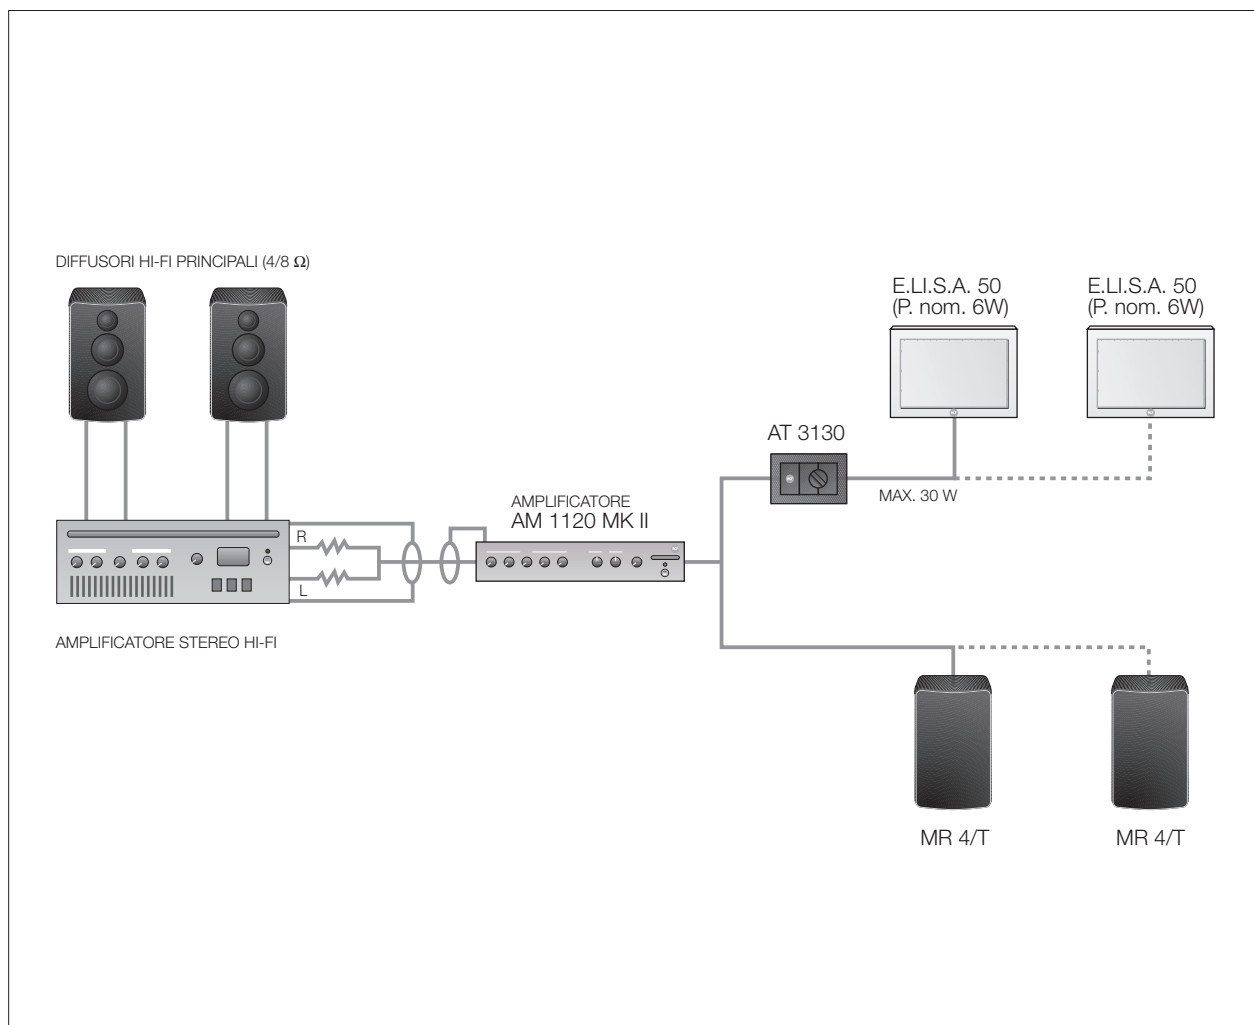 DIFFUSORI HI-FI PRINCIPALI (4/8 Ω)
E.LI.S.A. 50
(P. nom. 6W)
E.LI.S.A. 50
(P. nom. 6W)
AT 3130
MAX. 30 W
AMPLIFICATORE
AM 1120 MK II
R
L
AMPLIFICATORE STEREO HI-FI
MR 4/T
MR 4/T